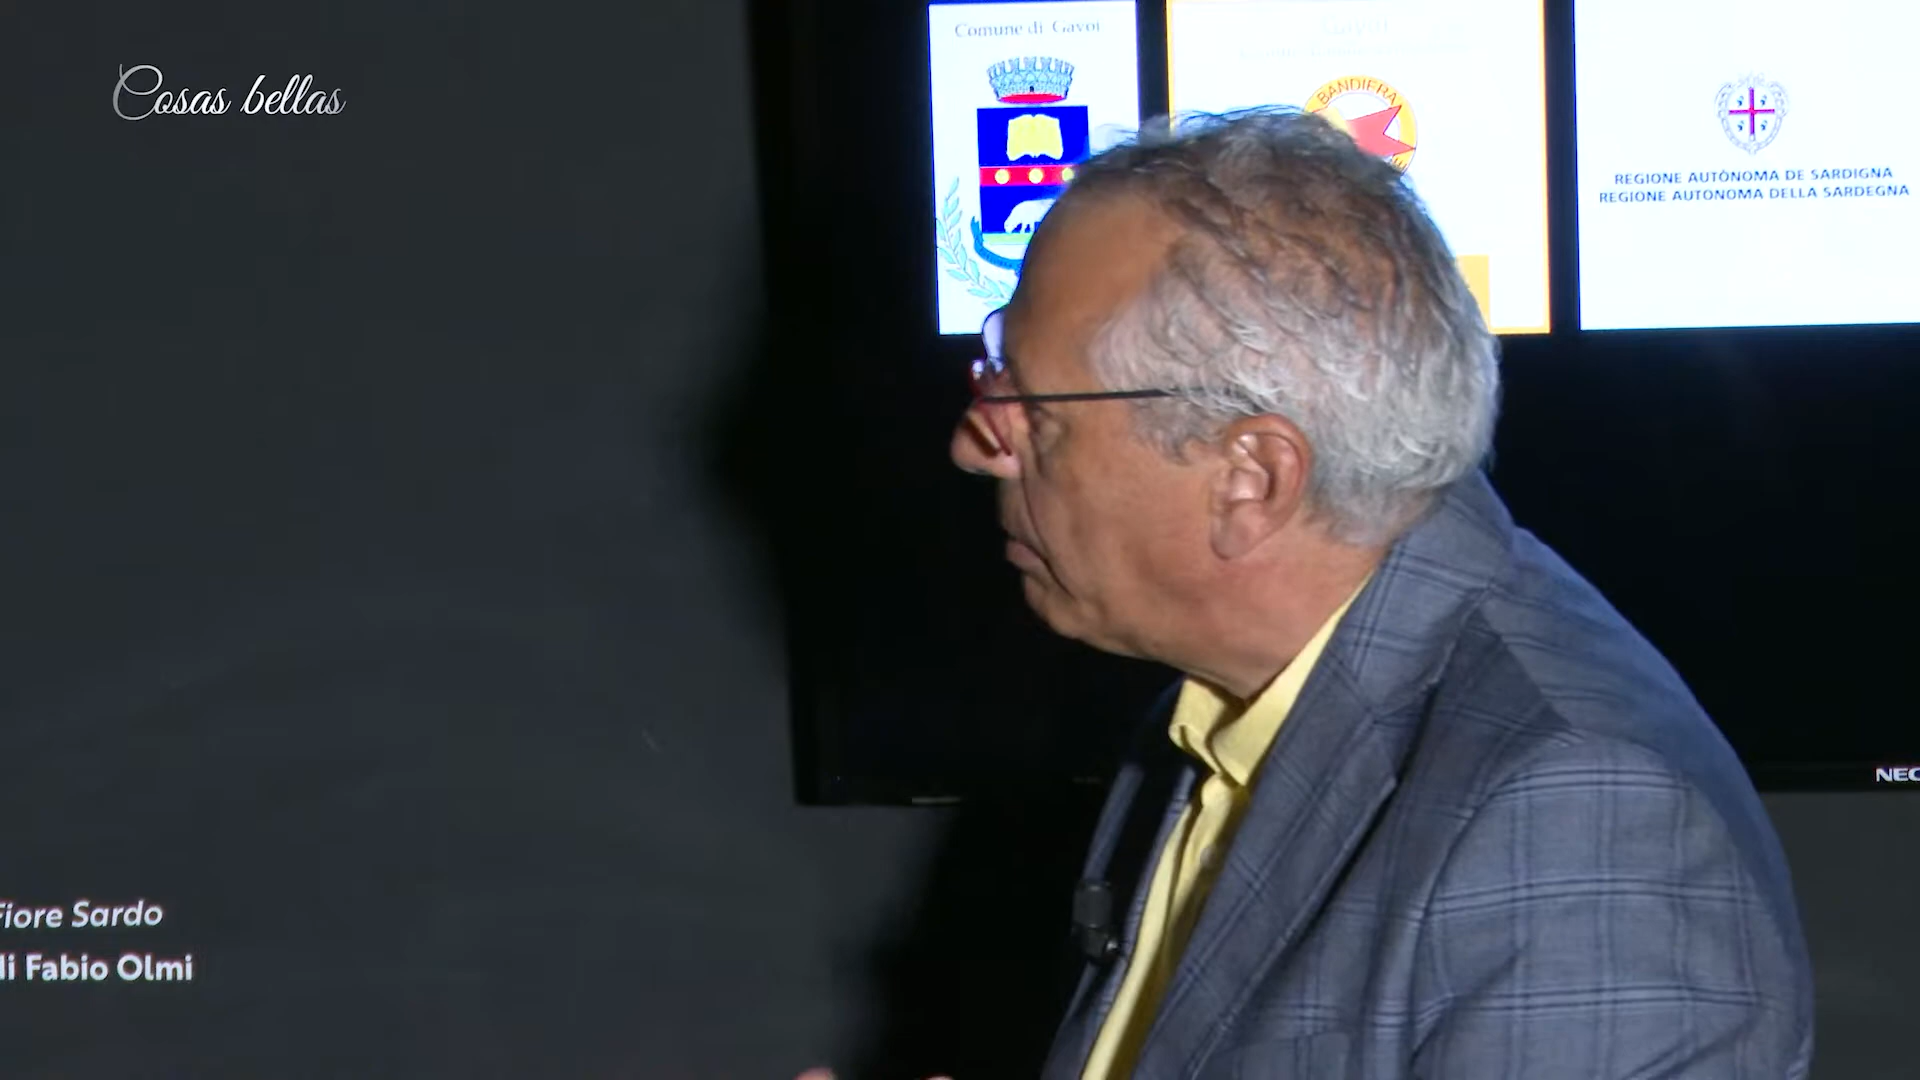 Cosas bellas
Comune di Gavoi
BANDIERA
REGIONE AUTÒNOMA DE SARDIGNA
REGIONE AUTONOMA DELLA SARDEGNA
NEC
Fiore Sardo
di Fabio Olmi